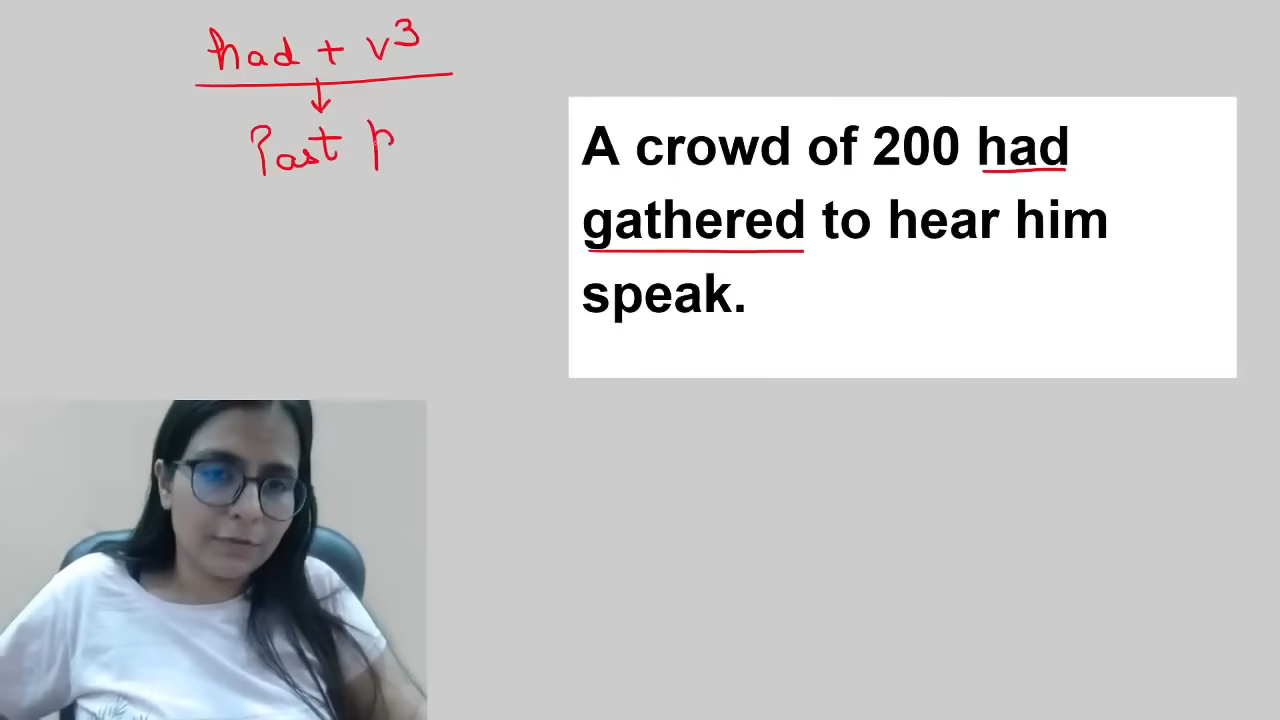 had + v3
Past p
A crowd of 200 had
gathered to hear him
speak.